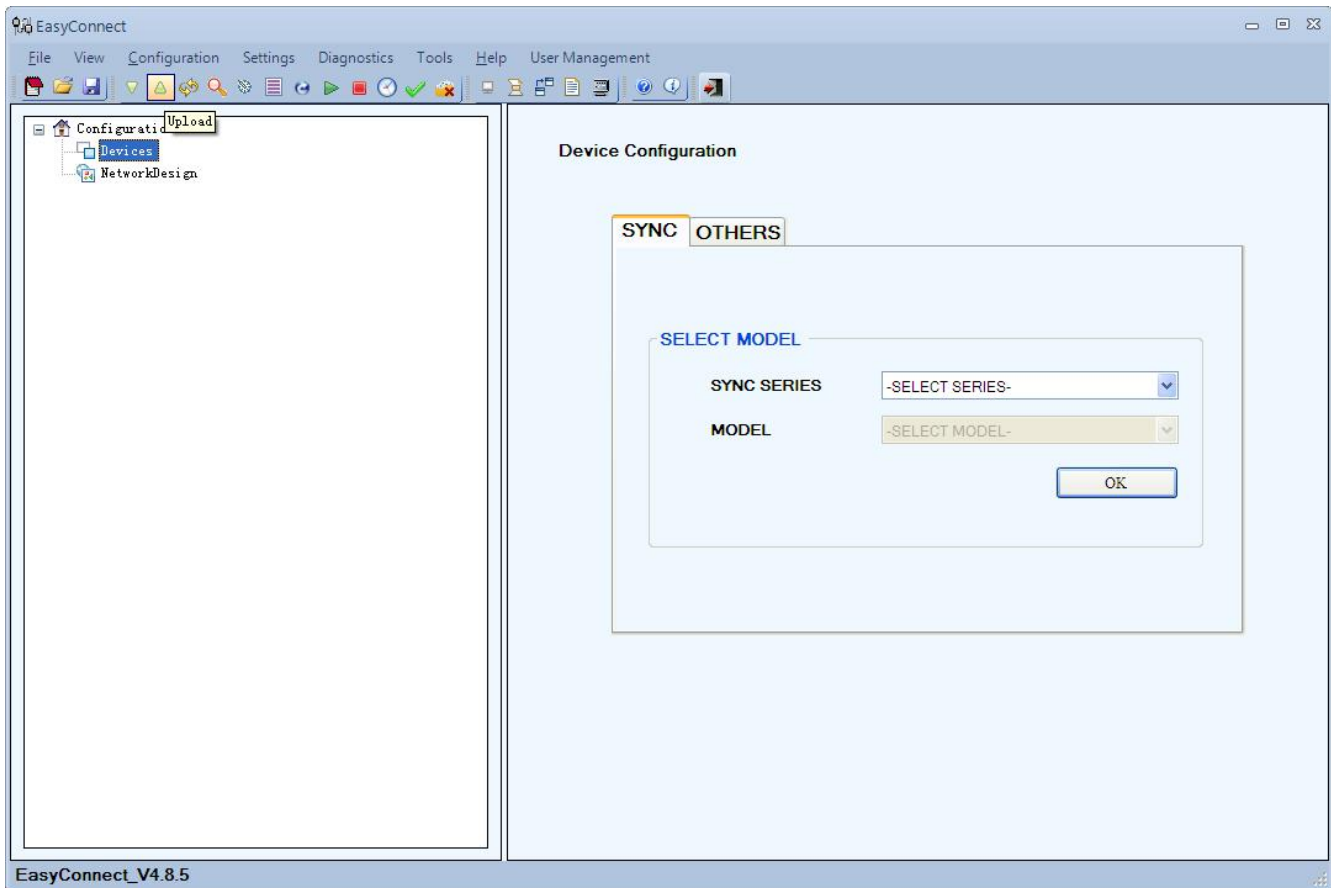 EasyConnect
File View Configuration Settings Diagnostics Tools Help User Management
Upload
Configuratio
Devices
NetworkDesign
Device Configuration
SYNC OTHERS
SELECT MODEL
SYNC SERIES -SELECT SERIES-
MODEL -SELECT MODEL-
OK
EasyConnect_V4.8.5